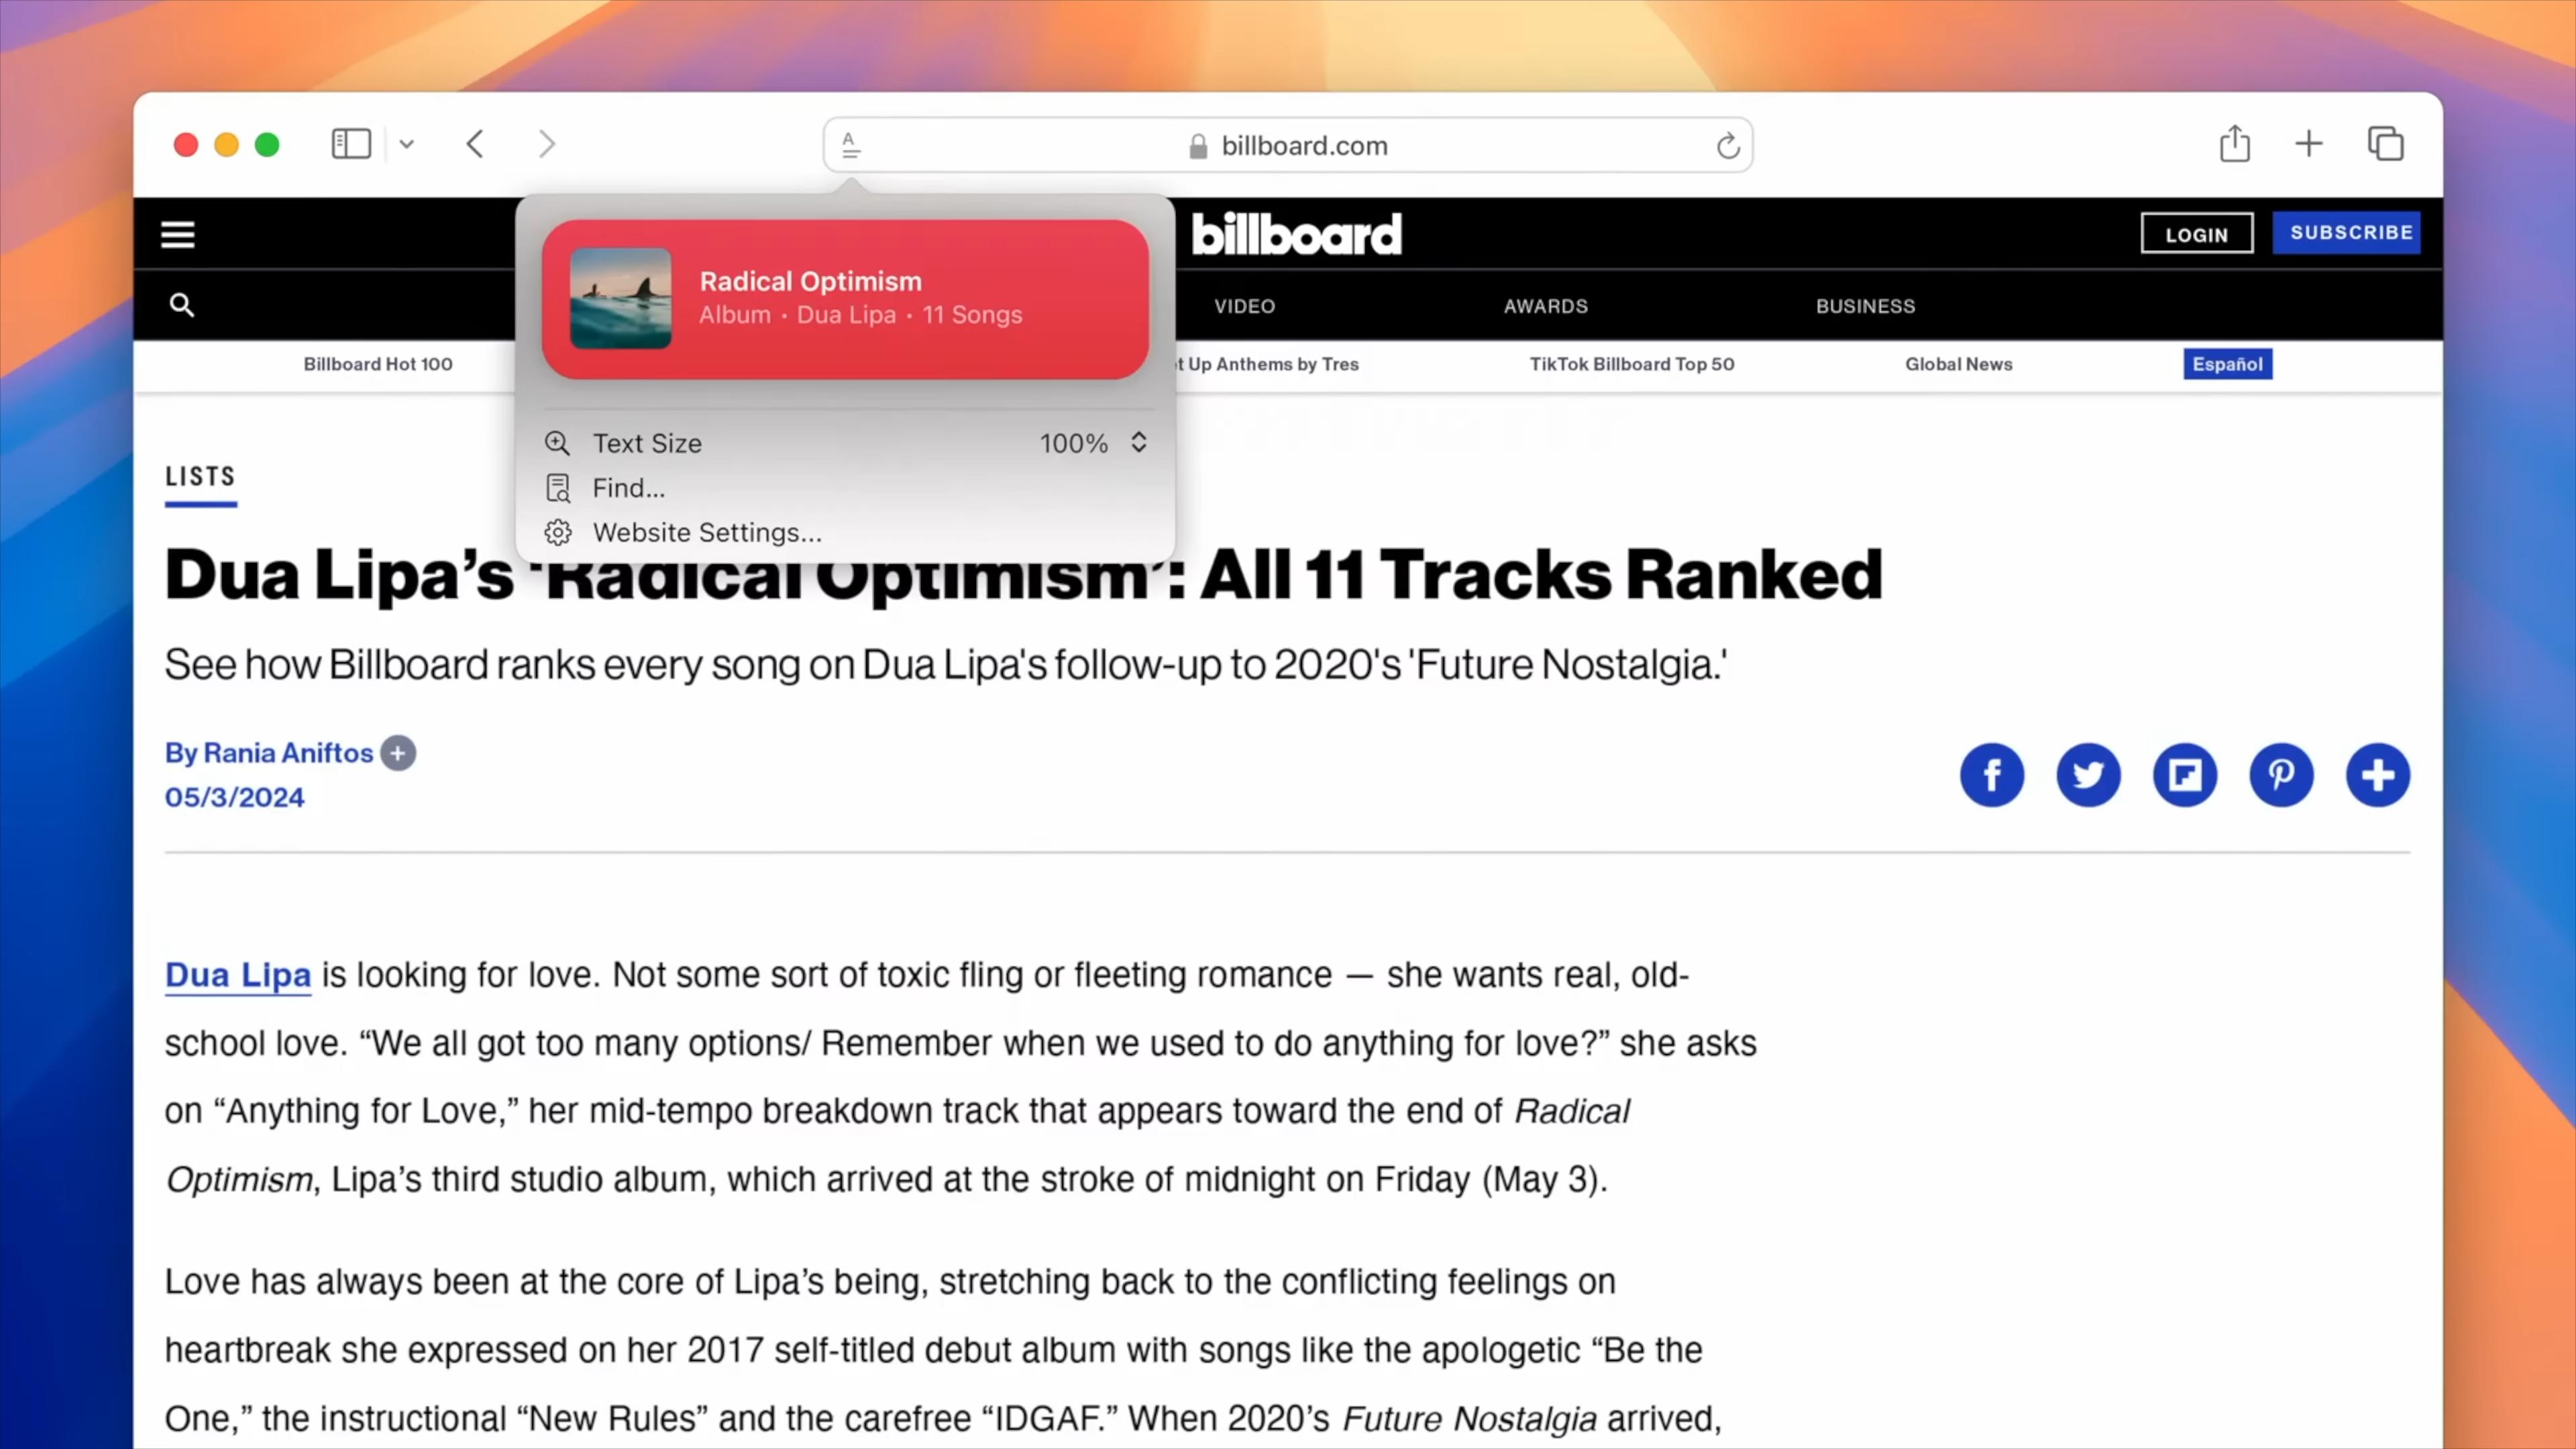 billboard.com
billboard
LOGIN
SUBSCRIBE
Radical Optimism
Album · Dua Lipa · 11 Songs
VIDEO
AWARDS
BUSINESS
Billboard Hot 100
t Up Anthems by Tres
TikTok Billboard Top 50
Global News
Español
Text Size
100%
Find...
Website Settings...
LISTS
Dua Lipa’s ‘Radical Optimism’: All 11 Tracks Ranked
See how Billboard ranks every song on Dua Lipa's follow-up to 2020's 'Future Nostalgia.'
By Rania Aniftos
05/3/2024
Dua Lipa is looking for love. Not some sort of toxic fling or fleeting romance — she wants real, old-
school love. “We all got too many options/ Remember when we used to do anything for love?” she asks
on “Anything for Love,” her mid-tempo breakdown track that appears toward the end of Radical
Optimism, Lipa’s third studio album, which arrived at the stroke of midnight on Friday (May 3).
Love has always been at the core of Lipa’s being, stretching back to the conflicting feelings on
heartbreak she expressed on her 2017 self-titled debut album with songs like the apologetic “Be the
One,” the instructional “New Rules” and the carefree “IDGAF.” When 2020’s Future Nostalgia arrived,